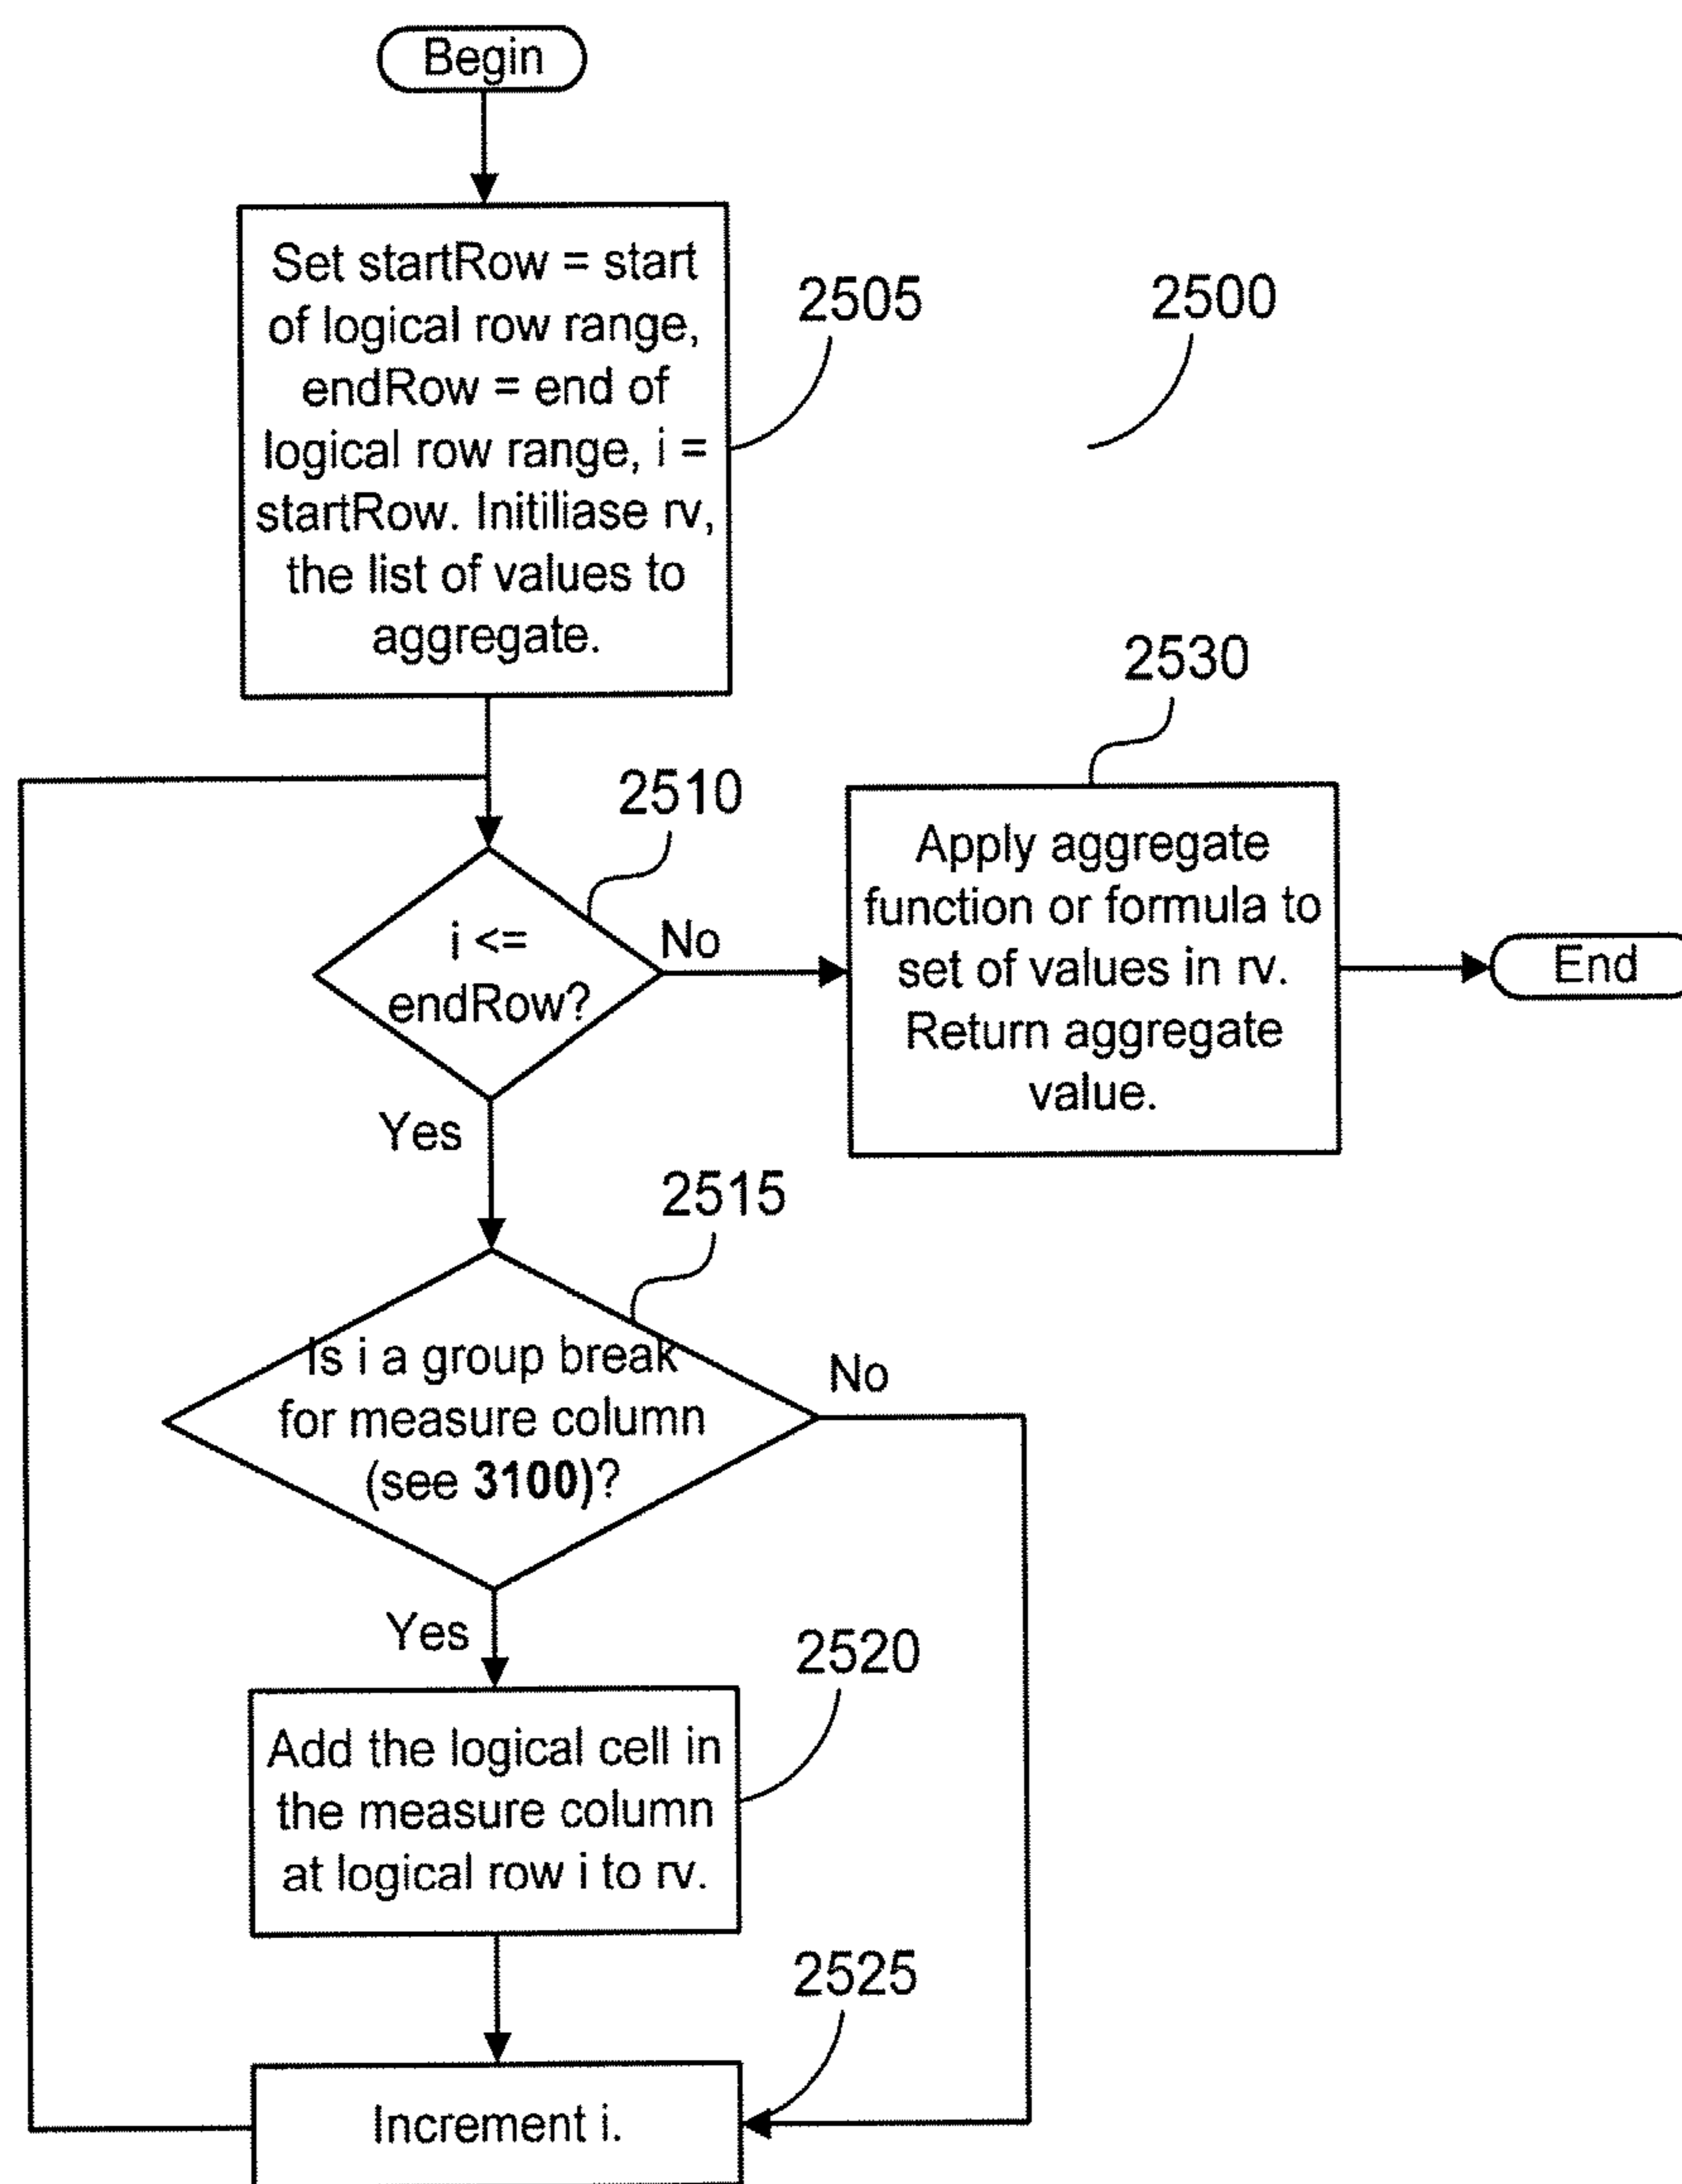 Begin
Set startRow = start
of logical row range,
endRow = end of
logical row range, i =
startRow. Initiliase rv,
the list of values to
aggregate.
2505
2500
2530
2510
i <=
endRow?
No
Apply aggregate
function or formula to
set of values in rv.
Return aggregate
value.
End
Yes
2515
Is i a group break
for measure column
(see 3100)?
No
Yes
2520
Add the logical cell in
the measure column
at logical row i to rv.
2525
Increment i.